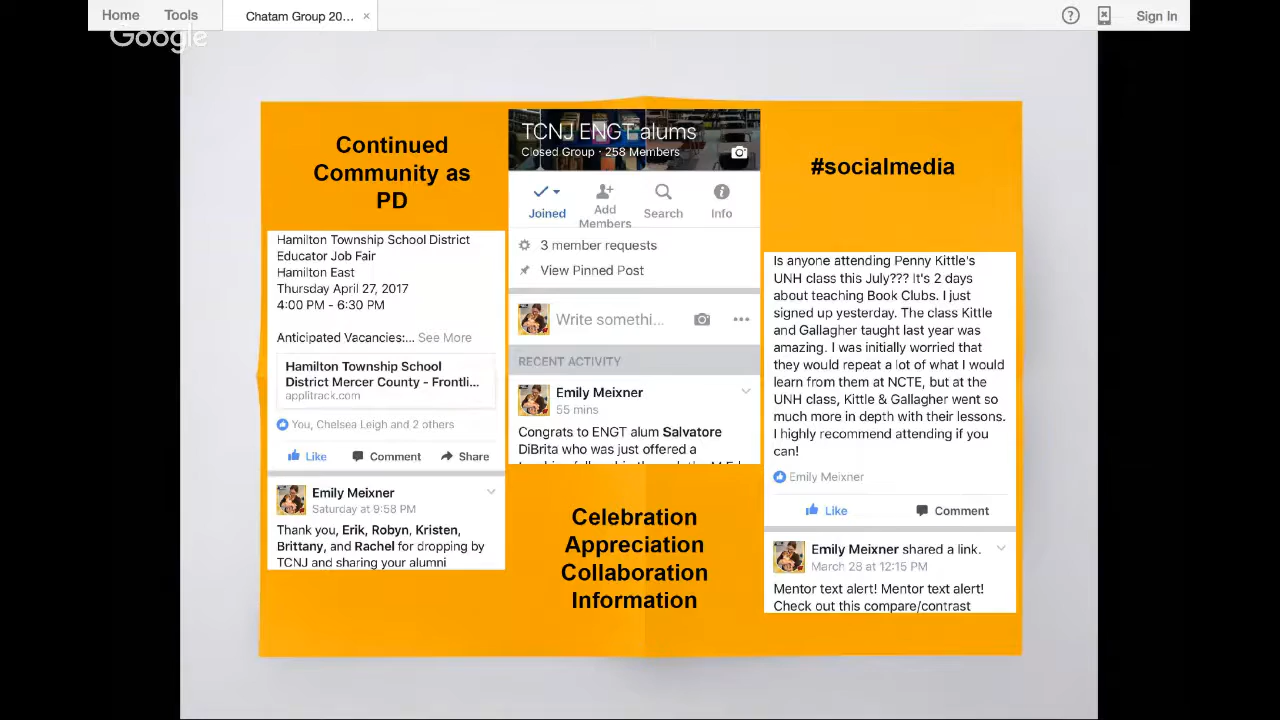 Home Tools Chatam Group 20... × ? Sign In
Google
Continued
Community as
PD
Hamilton Township School District
Educator Job Fair
Hamilton East
Thursday April 27, 2017
4:00 PM - 6:30 PM
Anticipated Vacancies:... See More
Hamilton Township School
District Mercer County - Frontli...
applitrack.com
You, Chelsea Leigh and 2 others
Like Comment Share
Emily Meixner
Saturday at 9:58 PM
Thank you, Erik, Robyn, Kristen,
Brittany, and Rachel for dropping by
TCNJ and sharing your alumni
TCNJ ENGT alums
Closed Group · 258 Members
Joined
Add
Members
Search
Info
3 member requests
View Pinned Post
Write somethi...
RECENT ACTIVITY
Emily Meixner
55 mins
Congrats to ENGT alum Salvatore
DiBrita who was just offered a
Celebration
Appreciation
Collaboration
Information
#socialmedia
Is anyone attending Penny Kittle's
UNH class this July??? It's 2 days
about teaching Book Clubs. I just
signed up yesterday. The class Kittle
and Gallagher taught last year was
amazing. I was initially worried that
they would repeat a lot of what I would
learn from them at NCTE, but at the
UNH class, Kittle & Gallagher went so
much more in depth with their lessons.
I highly recommend attending if you
can!
Emily Meixner
Like Comment
Emily Meixner shared a link.
March 28 at 12:15 PM
Mentor text alert! Mentor text alert!
Check out this compare/contrast